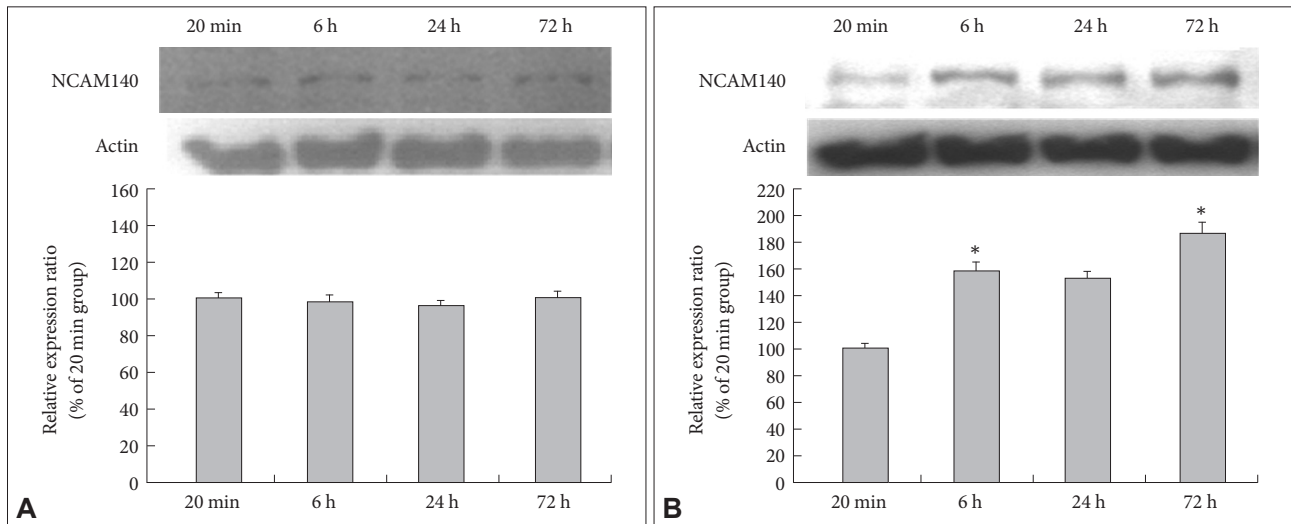 20 min 6 h 24 h 72 h
NCAM140
Actin
Relative expression ratio
(% of 20 min group)
160
140
120
100
80
60
40
20
0
20 min 6 h 24 h 72 h
A
20 min 6 h 24 h 72 h
NCAM140
Actin
Relative expression ratio
(% of 20 min group)
220
200
180
160
140
120
100
80
60
40
20
0
*
*
20 min 6 h 24 h 72 h
B